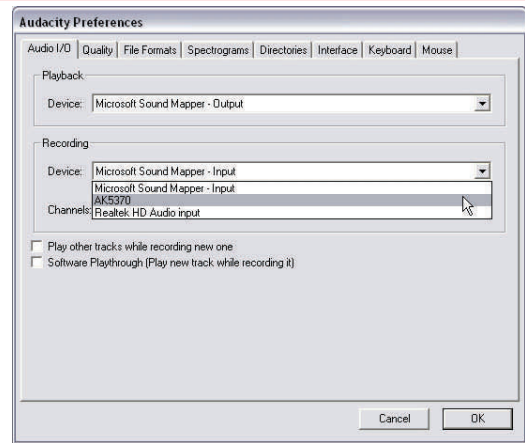 Audacity Preferences
Audio I/O Quality File Formats Spectrograms Directories Interface Keyboard Mouse
Playback
Device: Microsoft Sound Mapper - Output
Recording
Device: Microsoft Sound Mapper - Input
Microsoft Sound Mapper - Input
AK5370
Channels: Realtek HD Audio input
Play other tracks while recording new one
Software Playthrough (Play new track while recording it)
Cancel OK